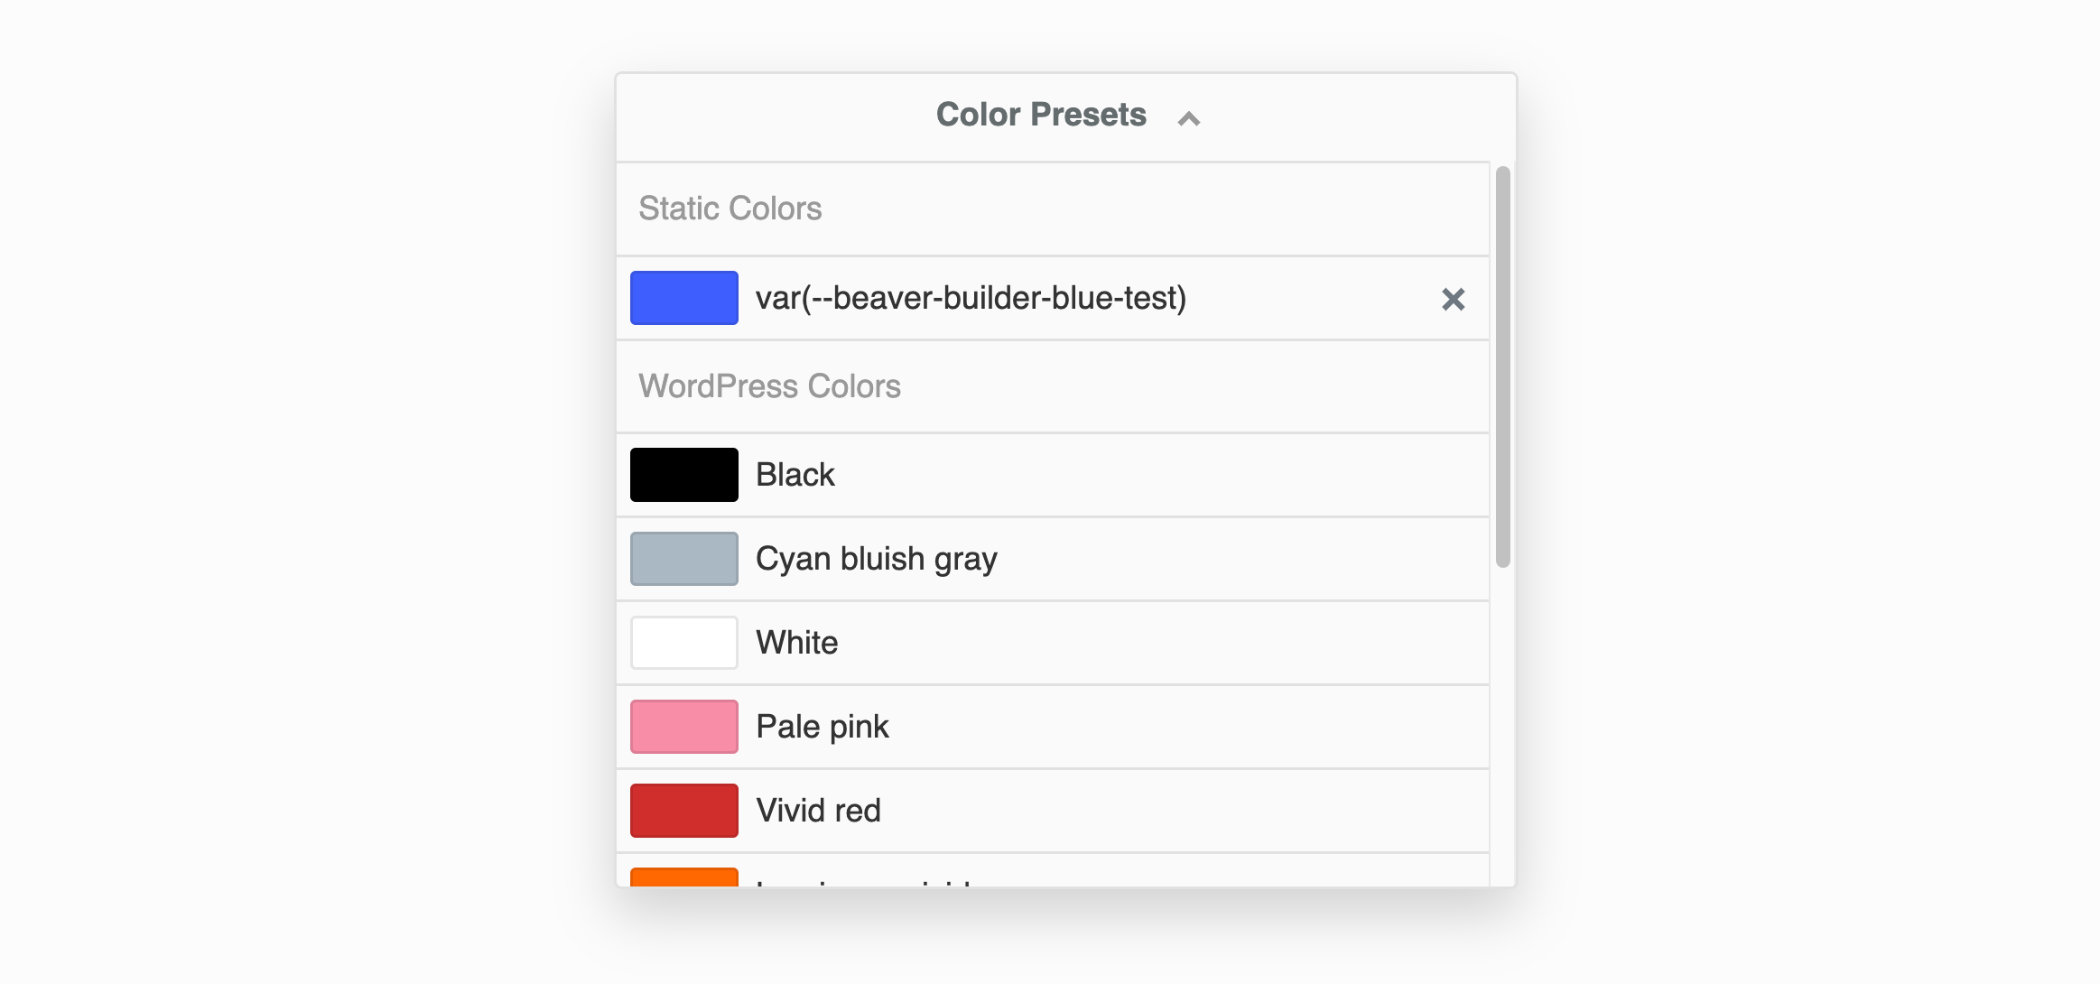 Color Presets
Static Colors
var(--beaver-builder-blue-test)
WordPress Colors
Black
Cyan bluish gray
White
Pale pink
Vivid red